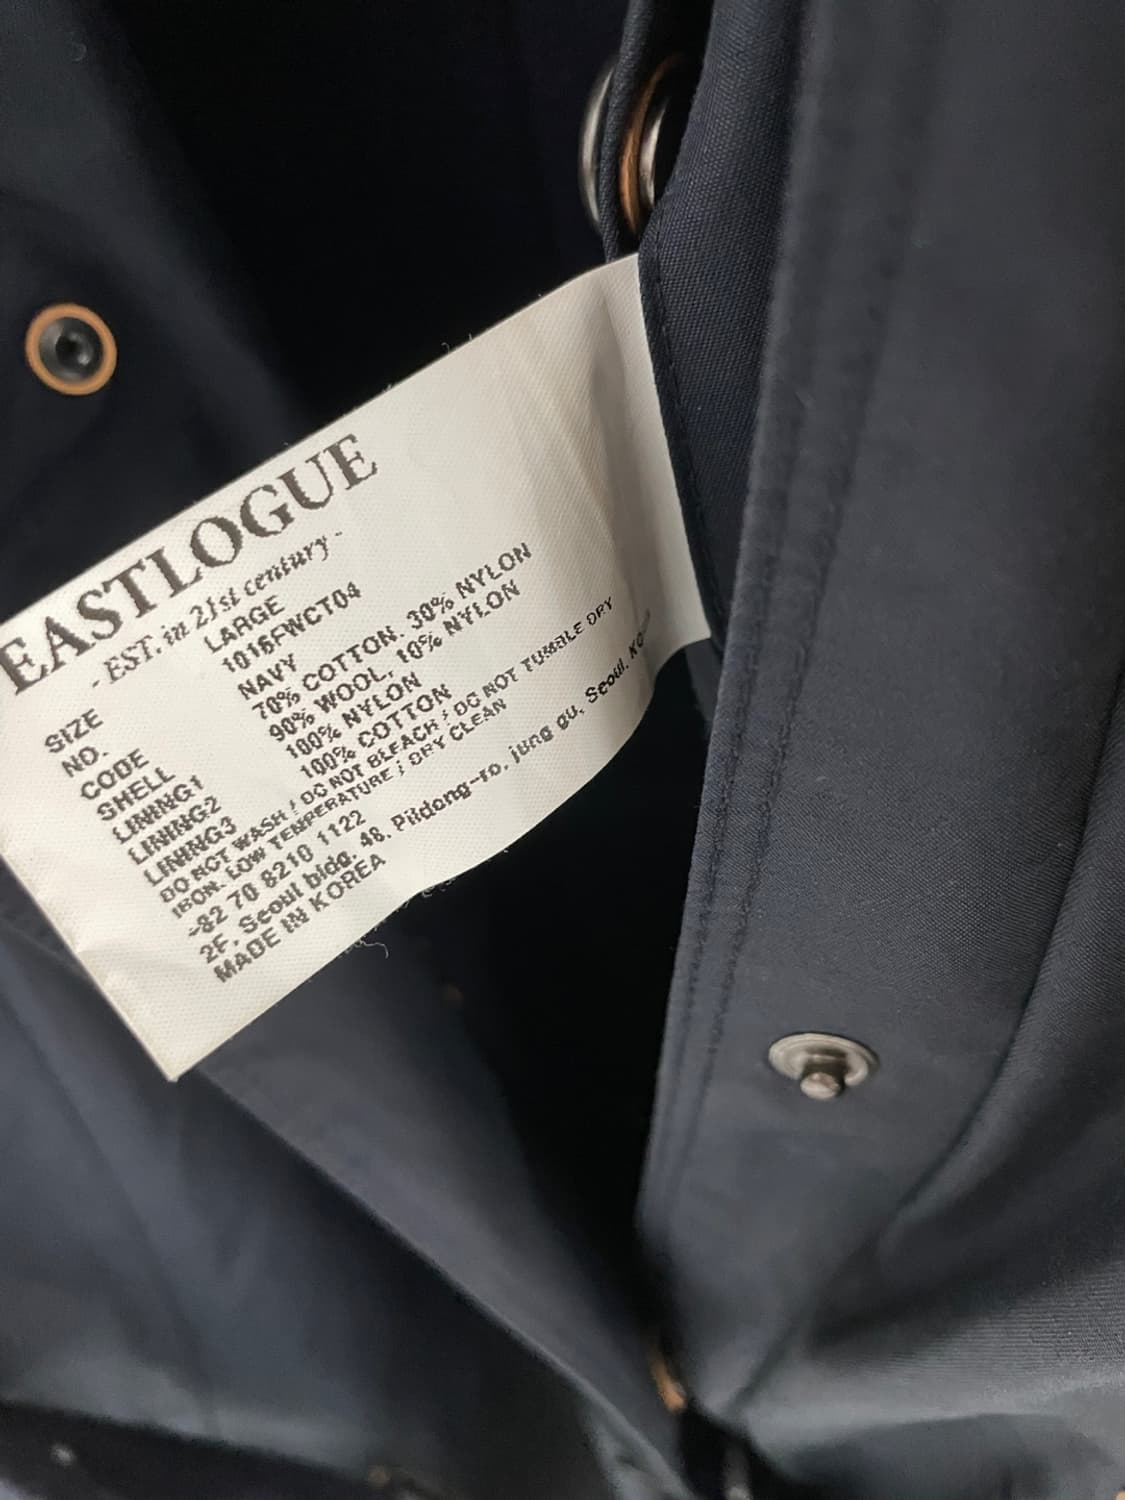 EASTLOGUE
- EST. in 21st century -
SIZE LARGE
NO. 1016FWCT04
CODE NAVY
SHELL 70% COTTON, 30% NYLON
LINING1 90% WOOL, 10% NYLON
LINING2 100% NYLON
LINING3 100% COTTON
DO NOT WASH / DO NOT BLEACH / DO NOT TUMBLE DRY
IRON, LOW TEMPERATURE / DRY CLEAN
+82 70 8210 1122
2F, Seoul bldg, 48, Pildong-ro, jung gu, Seoul,
MADE IN KOREA